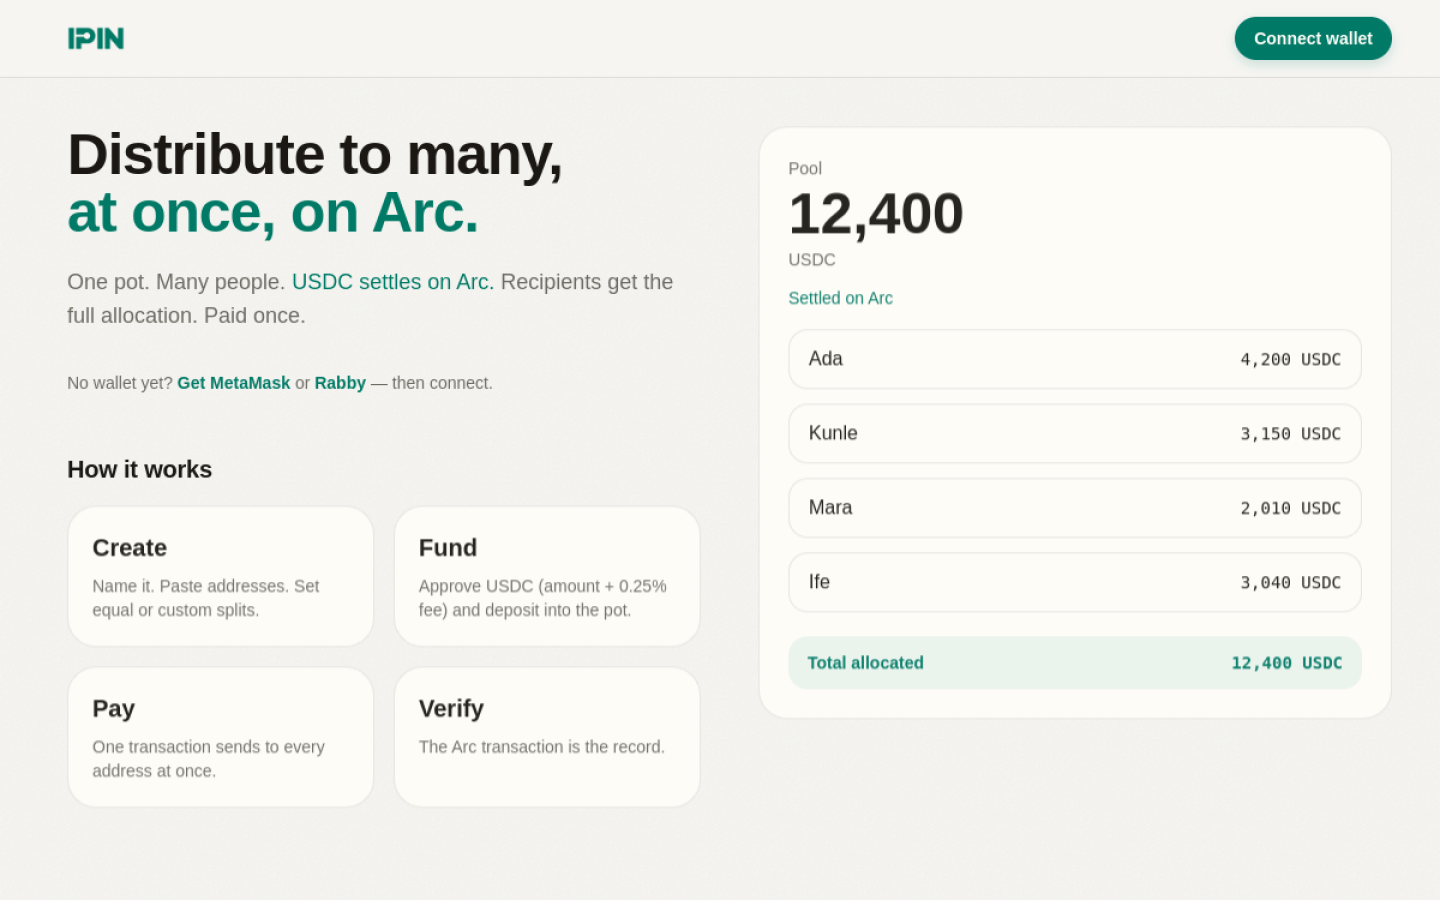 IPIN
Connect wallet
Distribute to many,
at once, on Arc.
One pot. Many people. USDC settles on Arc. Recipients get the
full allocation. Paid once.
No wallet yet? Get MetaMask or Rabby — then connect.
How it works
Create
Name it. Paste addresses. Set
equal or custom splits.
Fund
Approve USDC (amount + 0.25%
fee) and deposit into the pot.
Pay
One transaction sends to every
address at once.
Verify
The Arc transaction is the record.
Pool
12,400
USDC
Settled on Arc
Ada 4,200 USDC
Kunle 3,150 USDC
Mara 2,010 USDC
Ife 3,040 USDC
Total allocated 12,400 USDC